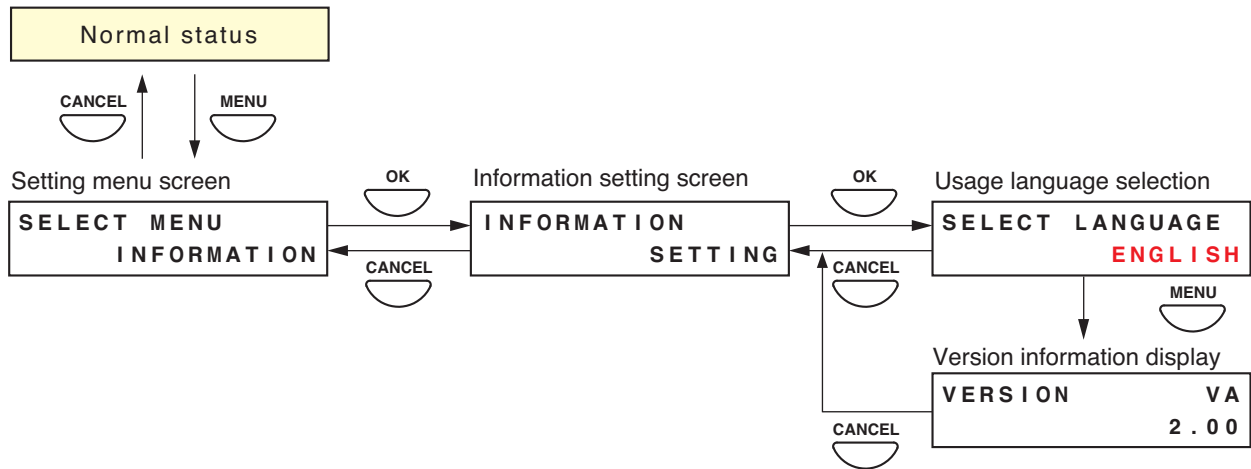 Normal status
CANCEL
MENU
Setting menu screen
SELECT MENU
INFORMATION
OK
CANCEL
Information setting screen
INFORMATION
SETTING
OK
CANCEL
Usage language selection
SELECT LANGUAGE
ENGLISH
MENU
Version information display
VERSION VA
2.00
CANCEL